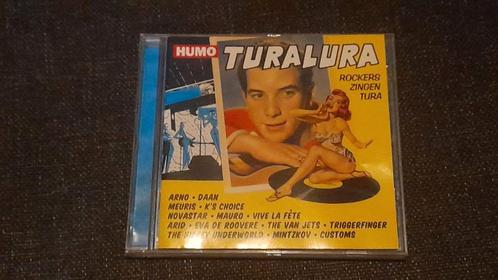 HUMO
TURALURA
ROCKERS
ZINGEN
TURA
ARNO • DAAN
MEURIS • K'S CHOICE
NOVASTAR • MAURO • VIVE LA FÊTE
ARID • EVA DE ROOVERE • THE VAN JETS • TRIGGERFINGER
THE UNDERWORLD • MINTZKOV • CUSTOMS